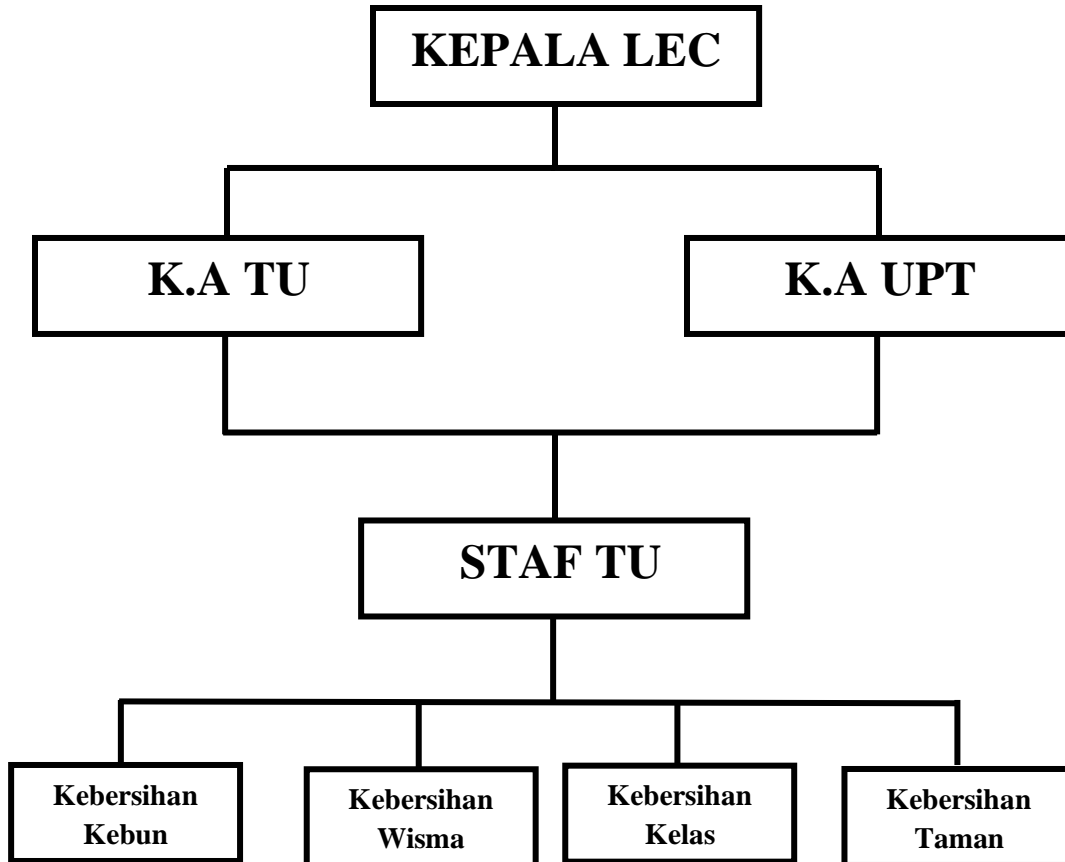 KEPALA LEC
K.A TU
K.A UPT
STAF TU
Kebersihan
Kebun
Kebersihan
Wisma
Kebersihan
Kelas
Kebersihan
Taman